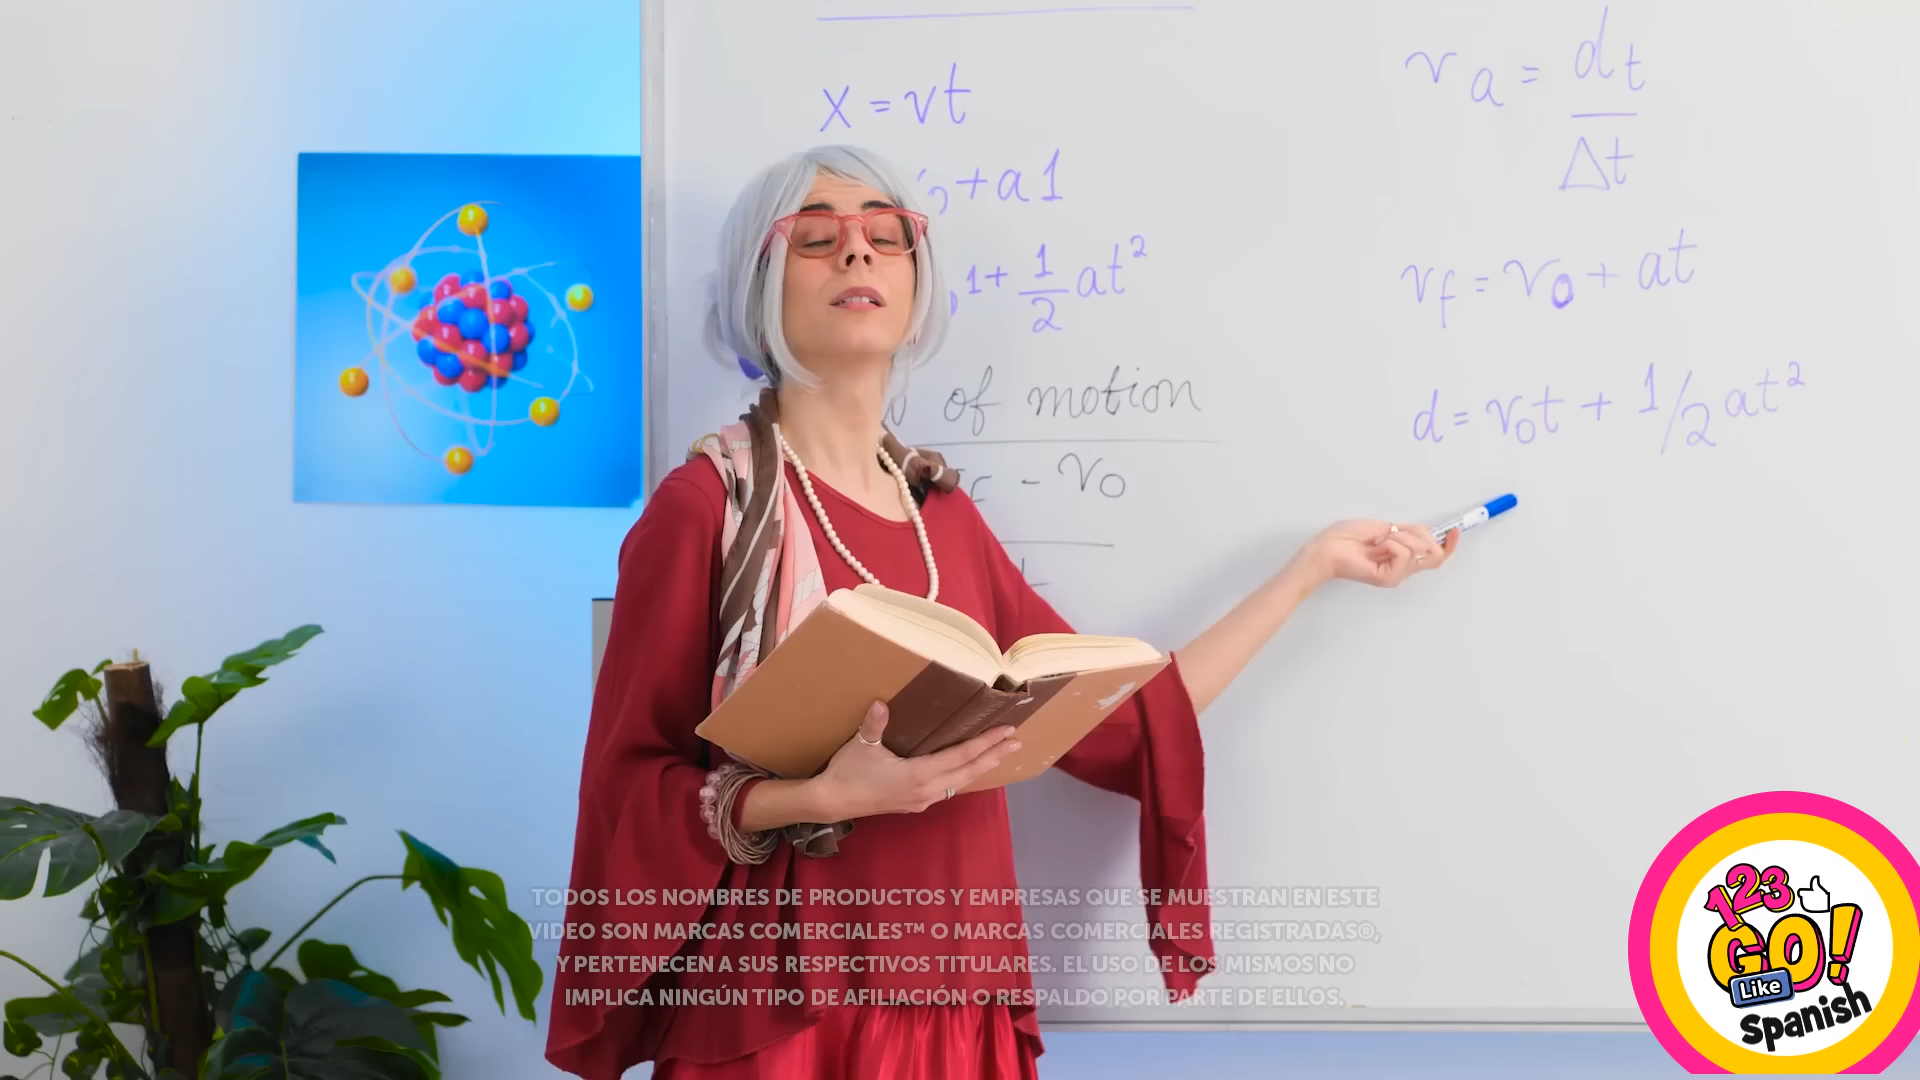 x = vt
+ a1
1 + 1/2 at²
of motion
- v₀
vₐ = dt/Δt
v_f = v₀ + at
d = v₀t + 1/2 at²
TODOS LOS NOMBRES DE PRODUCTOS Y EMPRESAS QUE SE MUESTRAN EN ESTE
VIDEO SON MARCAS COMERCIALES™ O MARCAS COMERCIALES REGISTRADAS®,
Y PERTENECEN A SUS RESPECTIVOS TITULARES. EL USO DE LOS MISMOS NO
IMPLICA NINGÚN TIPO DE AFILIACIÓN O RESPALDO POR PARTE DE ELLOS.
123
GO!
Like
Spanish